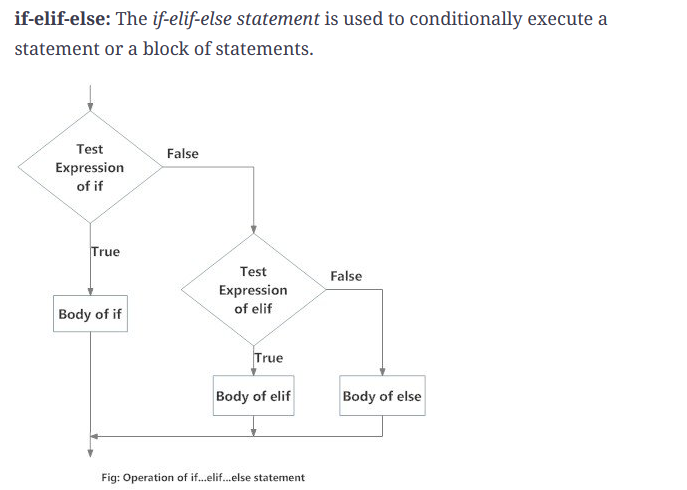 if-elif-else: The if-elif-else statement is used to conditionally execute a
statement or a block of statements.
Test
Expression
of if
False
True
Body of if
Test
Expression
of elif
False
True
Body of elif
Body of else
Fig: Operation of if...elif...else statement